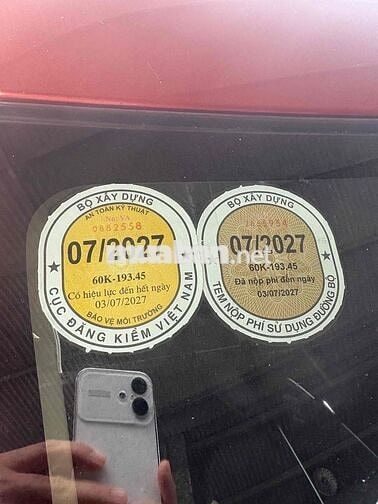 BỘ XÂY DỰNG
AN TOÀN KỸ THUẬT
No: VA
0882558
07/2027
60K-193.45
Có hiệu lực đến hết ngày
03/07/2027
BẢO VỆ MÔI TRƯỜNG
CỤC ĐĂNG KIỂM VIỆT NAM
BỘ XÂY DỰNG
07/2027
60K-193.45
Đã nộp phí đến ngày
03/07/2027
TEM NỘP PHÍ SỬ DỤNG ĐƯỜNG BỘ